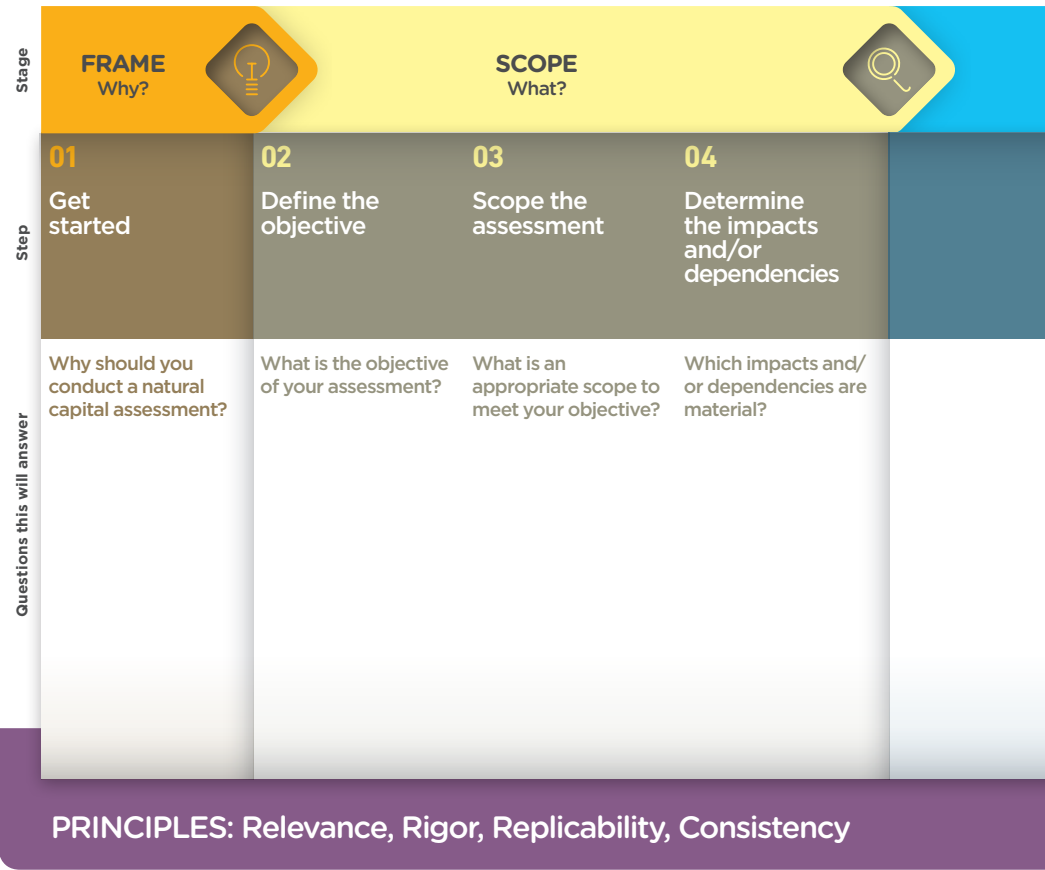 Stage
FRAME
Why?
SCOPE
What?
Step
01
Get
started
02
Define the
objective
03
Scope the
assessment
04
Determine
the impacts
and/or
dependencies
Questions this will answer
Why should you
conduct a natural
capital assessment?
What is the objective
of your assessment?
What is an
appropriate scope to
meet your objective?
Which impacts and/
or dependencies are
material?
PRINCIPLES: Relevance, Rigor, Replicability, Consistency